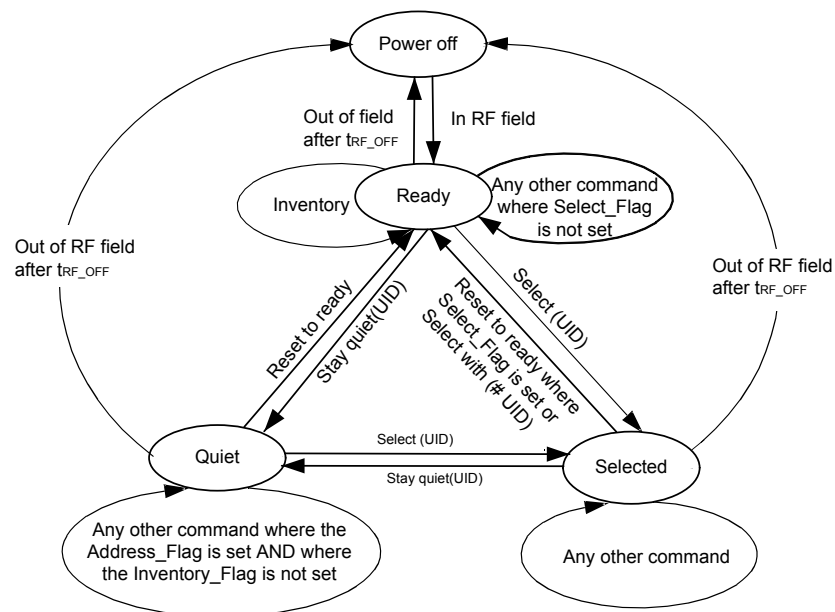 Power off
Out of field
after tRF_OFF
In RF field
Inventory
Ready
Any other command
where Select_Flag
is not set
Out of RF field
after tRF_OFF
Out of RF field
after tRF_OFF
Reset to ready
Stay quiet(UID)
Select (UID)
Reset to ready where
Select_Flag is set or
Select with (# UID)
Quiet
Select (UID)
Stay quiet(UID)
Selected
Any other command where the
Address_Flag is set AND where
the Inventory_Flag is not set
Any other command